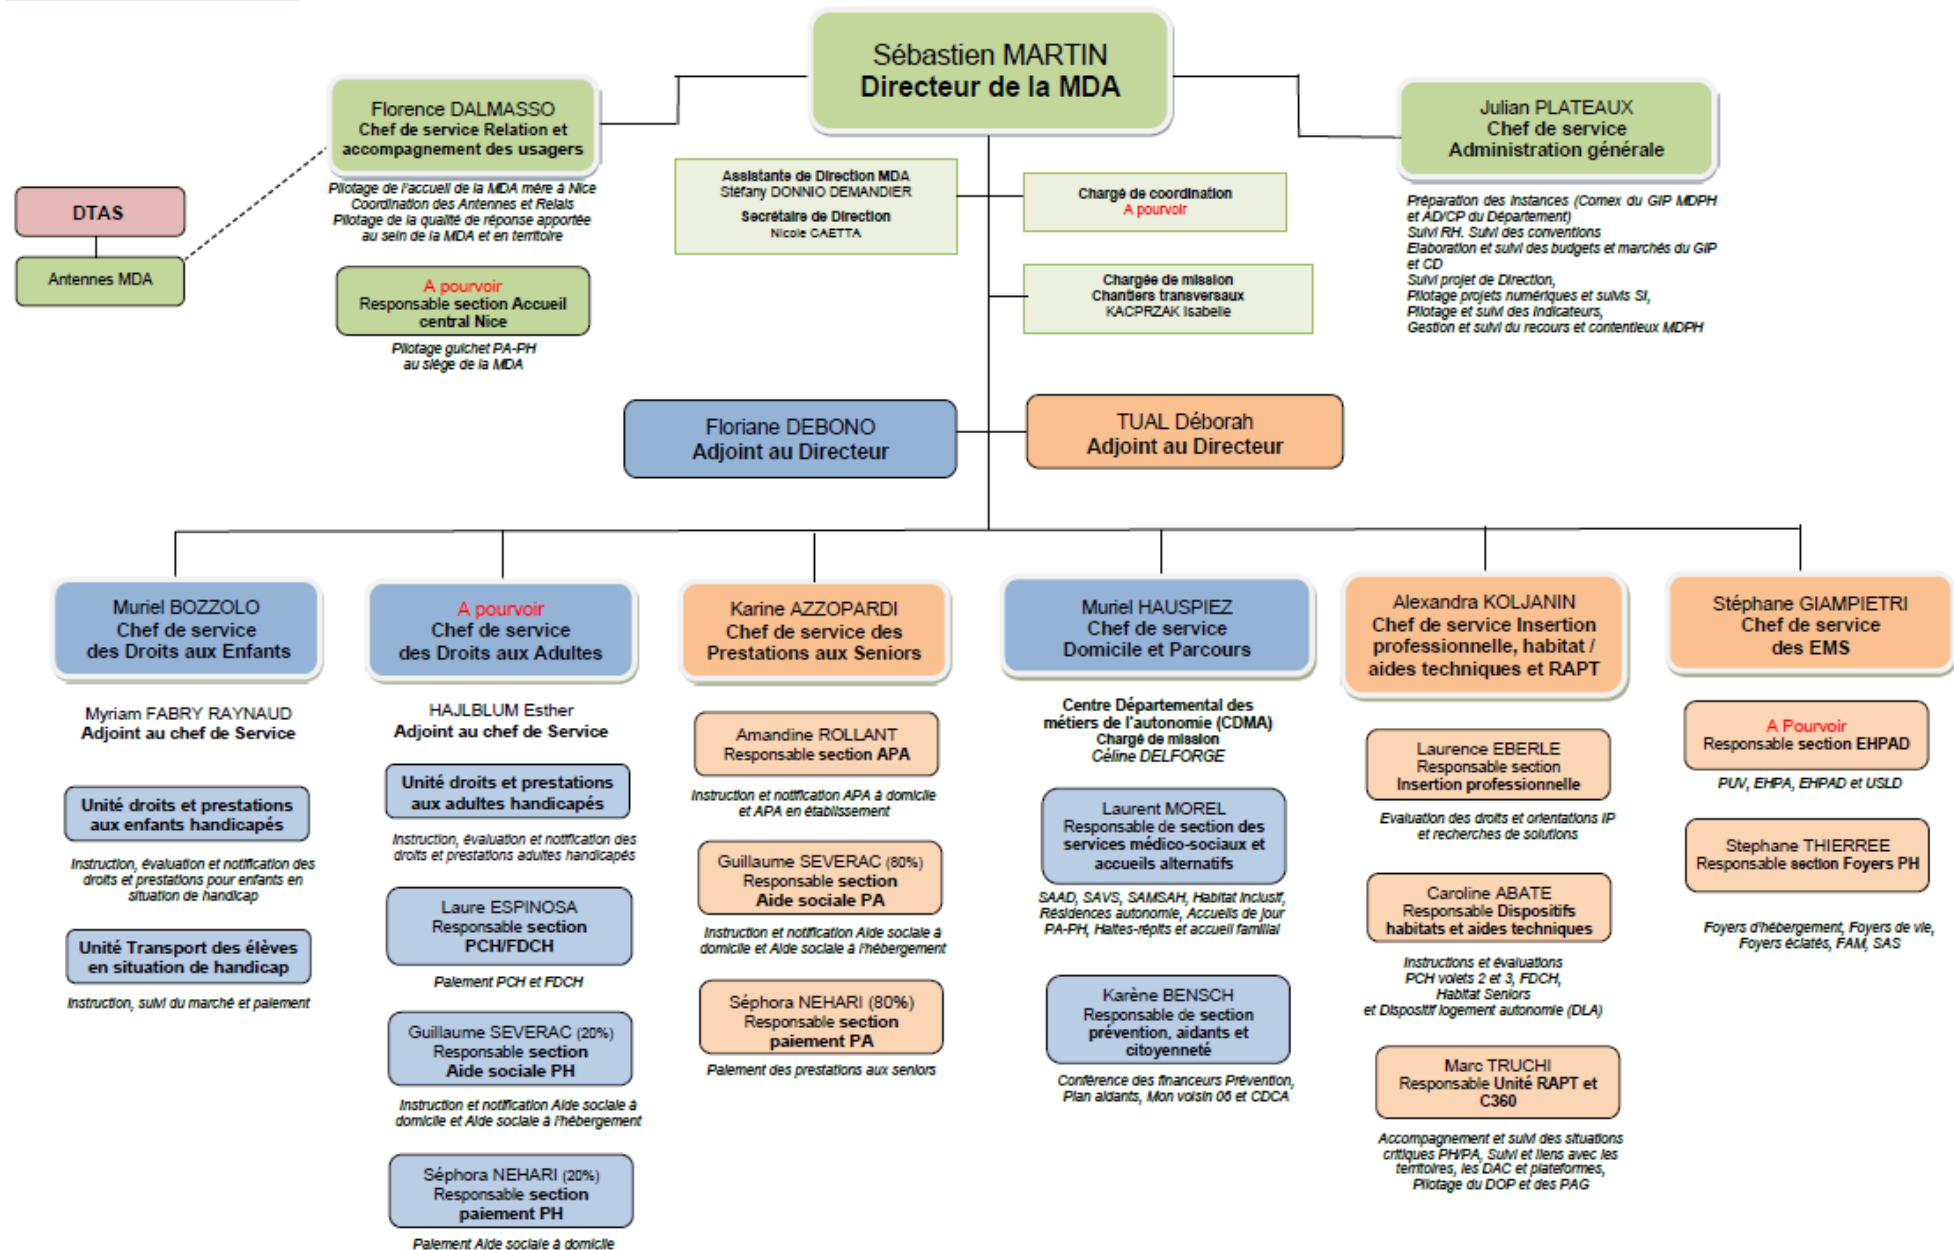 Sébastien MARTIN
Directeur de la MDA
Florence DALMASSO
Chef de service Relation et
accompagnement des usagers
Pilotage de l'accueil de la MDA mère à Nice
Coordination des Antennes et Relais
Pilotage de la qualité de réponse apportée
au sein de la MDA et en territoire
DTAS
Antennes MDA
A pourvoir
Responsable section Accueil
central Nice
Pilotage guichet PA-PH
au siège de la MDA
Assistante de Direction MDA
Stéfany DONNIO DEMANDIER
Secrétaire de Direction
Nicole CAETTA
Chargé de coordination
A pourvoir
Chargée de mission
Chantiers transversaux
KACPRZAK Isabelle
Julian PLATEAUX
Chef de service
Administration générale
Préparation des Instances (Comex du GIP MDPH
et AD/CP du Département)
Suivi RH. Suivi des conventions
Elaboration et suivi des budgets et marchés du GIP
et CD
Suivi projet de Direction,
Pilotage projets numériques et suivis SI,
Pilotage et suivi des Indicateurs,
Gestion et suivi du recours et contentieux MDPH
Floriane DEBONO
Adjoint au Directeur
TUAL Déborah
Adjoint au Directeur
Muriel BOZZOLO
Chef de service
des Droits aux Enfants
Myriam FABRY RAYNAUD
Adjoint au chef de Service
Unité droits et prestations
aux enfants handicapés
Instruction, évaluation et notification des
droits et prestations pour enfants en
situation de handicap
Unité Transport des élèves
en situation de handicap
Instruction, suivi du marché et paiement
A pourvoir
Chef de service
des Droits aux Adultes
HAJLBLUM Esther
Adjoint au chef de Service
Unité droits et prestations
aux adultes handicapés
Instruction, évaluation et notification des
droits et prestations adultes handicapés
Laure ESPINOSA
Responsable section
PCH/FDCH
Paiement PCH et FDCH
Guillaume SEVERAC (20%)
Responsable section
Aide sociale PH
Instruction et notification Aide sociale à
domicile et Aide sociale à l'hébergement
Séphora NEHARI (20%)
Responsable section
paiement PH
Paiement Aide sociale à domicile
Karine AZZOPARDI
Chef de service des
Prestations aux Seniors
Amandine ROLLANT
Responsable section APA
Instruction et notification APA à domicile
et APA en établissement
Guillaume SEVERAC (80%)
Responsable section
Aide sociale PA
Instruction et notification Aide sociale à
domicile et Aide sociale à l'hébergement
Séphora NEHARI (80%)
Responsable section
paiement PA
Paiement des prestations aux seniors
Muriel HAUSPIEZ
Chef de service
Domicile et Parcours
Centre Départemental des
métiers de l'autonomie (CDMA)
Chargé de mission
Céline DELFORGE
Laurent MOREL
Responsable de section des
services médico-sociaux et
accueils alternatifs
SAAD, SAVS, SAMSAH, Habitat Inclusif,
Résidences autonomie, Accueils de jour
PA-PH, Haltes-répits et accueil familial
Karène BENSCH
Responsable de section
prévention, aidants et
citoyenneté
Conférence des financeurs Prévention,
Plan aidants, Mon voisin 06 et CDCA
Alexandra KOLJANIN
Chef de service Insertion
professionnelle, habitat /
aides techniques et RAPT
Laurence EBERLE
Responsable section
Insertion professionnelle
Evaluation des droits et orientations IP
et recherches de solutions
Caroline ABATE
Responsable Dispositifs
habitats et aides techniques
Instructions et évaluations
PCH volets 2 et 3, FDCH,
Habitat Seniors
et Dispositif logement autonomie (DLA)
Marc TRUCHI
Responsable Unité RAPT et
C360
Accompagnement et suivi des situations
critiques PH/PA, Suivi et liens avec les
territoires, les DAC et plateformes,
Pilotage du DOP et des PAG
Stéphane GIAMPIETRI
Chef de service
des EMS
A Pourvoir
Responsable section EHPAD
PUV, EHPA, EHPAD et USLD
Stephane THIERREE
Responsable section Foyers PH
Foyers d'hébergement, Foyers de vie,
Foyers éclatés, FAM, SAS